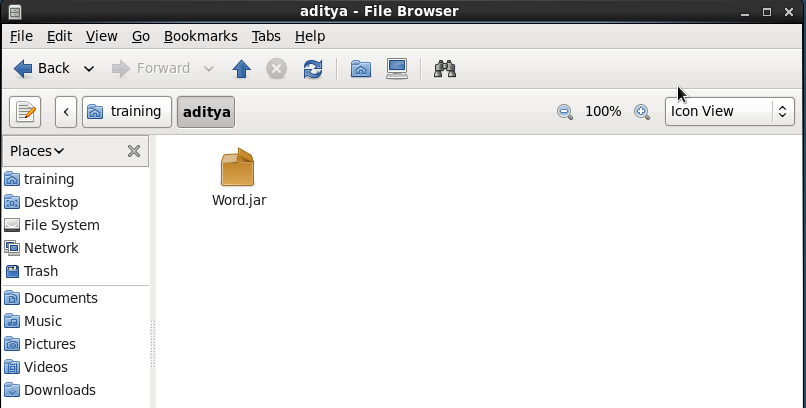 aditya - File Browser
File Edit View Go Bookmarks Tabs Help
Back Forward
training aditya 100% Icon View
Places
training
Desktop
File System
Network
Trash
Documents
Music
Pictures
Videos
Downloads
Word.jar